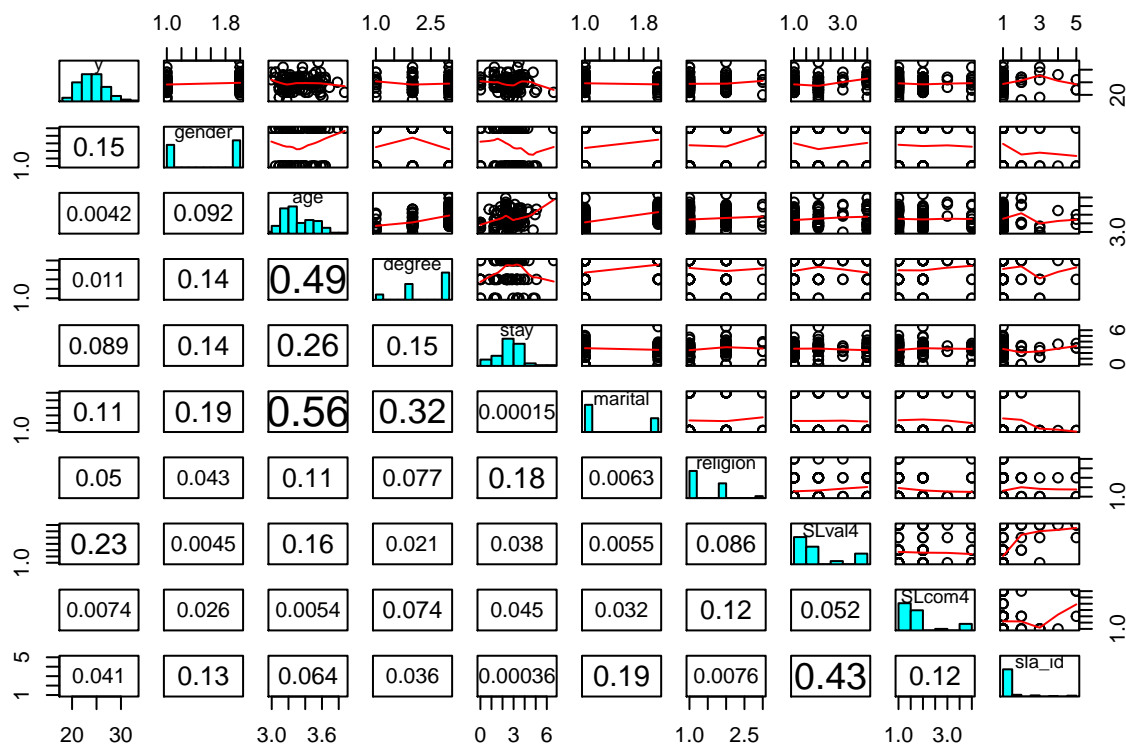 1.0 1.8 1.0 2.5 1.0 1.8 1.0 3.0 1 3 5
y 20
1.0 0.15 gender
0.0042 0.092 age 3.0
1.0 0.011 0.14 0.49 degree
0.089 0.14 0.26 0.15 stay 0 6
1.0 0.11 0.19 0.56 0.32 0.00015 marital
0.05 0.043 0.11 0.077 0.18 0.0063 religion 1.0
1.0 0.23 0.0045 0.16 0.021 0.038 0.0055 0.086 SLval4
0.0074 0.026 0.0054 0.074 0.045 0.032 0.12 0.052 SLcom4 1.0
1 5 0.041 0.13 0.064 0.036 0.00036 0.19 0.0076 0.43 0.12 sla_id
20 30 3.0 3.6 0 3 6 1.0 2.5 1.0 3.0